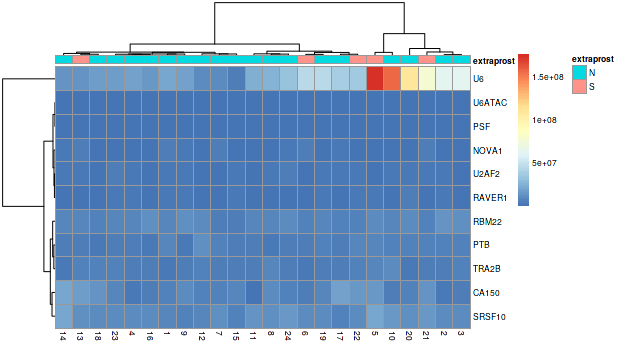 extraprost
extraprost
N
S
U6
U6ATAC
PSF
NOVA1
U2AF2
RAVER1
RBM22
PTB
TRA2B
CA150
SRSF10
1.5e+08
1e+08
5e+07
14 13 18 23 4 16 1 9 12 7 15 11 8 24 6 19 17 22 5 10 20 21 2 3